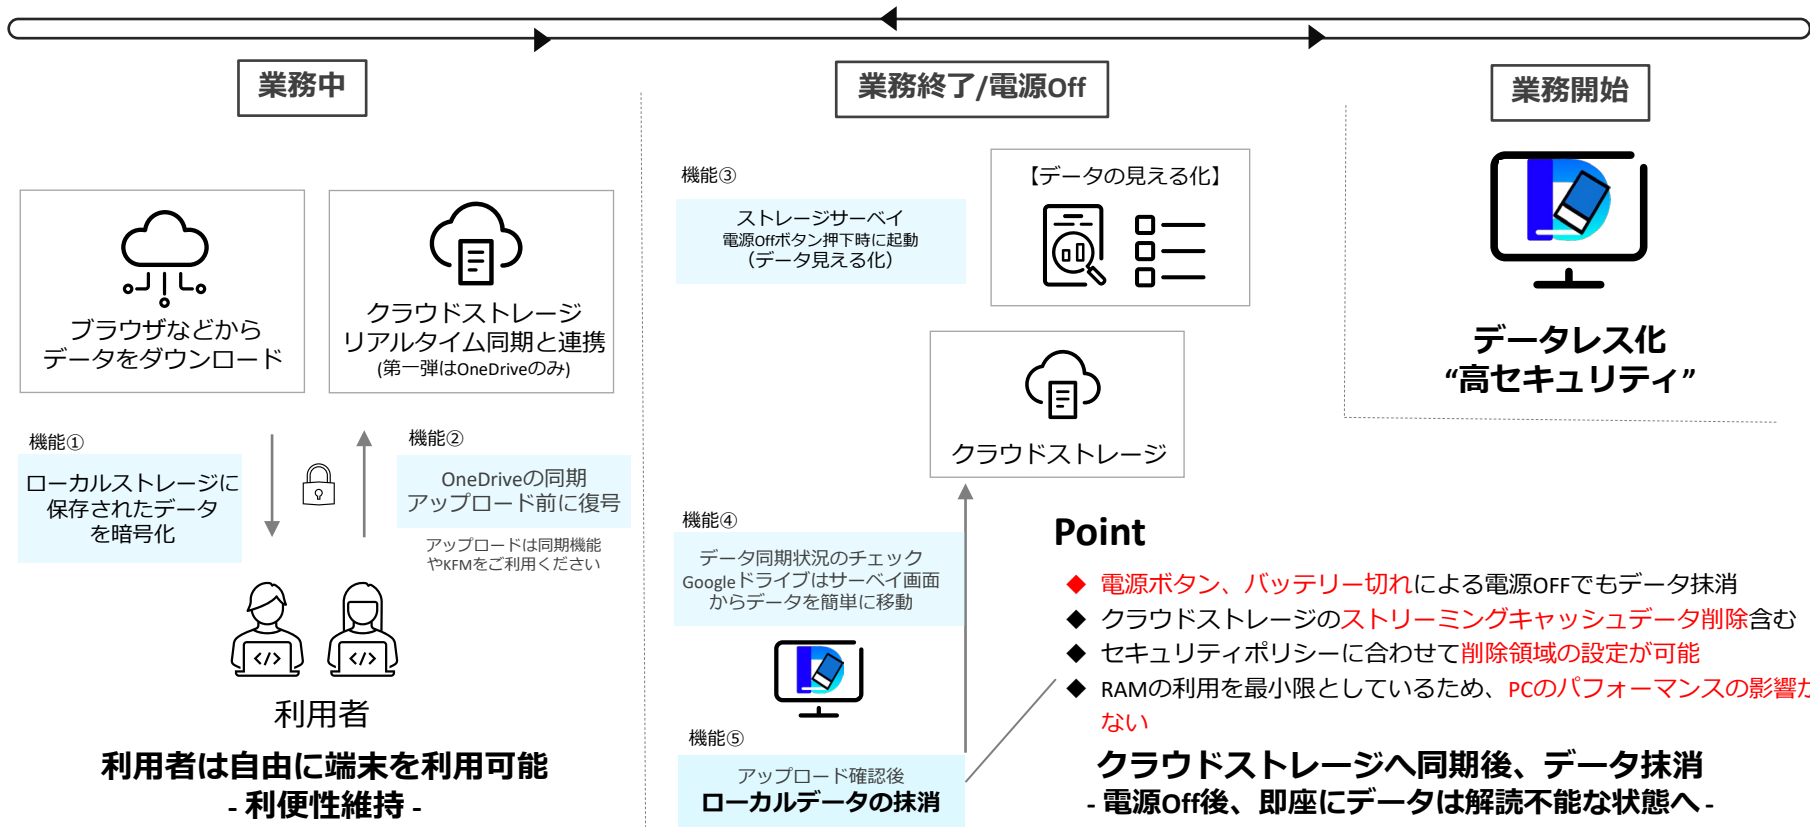 業務中
ブラウザなどから
データをダウンロード
クラウドストレージ
リアルタイム同期と連携
(第一弾はOneDriveのみ)
機能①
ローカルストレージに
保存されたデータ
を暗号化
機能②
OneDriveの同期
アップロード前に復号
アップロードは同期機能
やKFMをご利用ください
</>
</>
利用者
利用者は自由に端末を利用可能
- 利便性維持 -
業務終了/電源Off
機能③
ストレージサーベイ
電源Offボタン押下時に起動
（データ見える化）
【データの見える化】
クラウドストレージ
機能④
データ同期状況のチェック
Googleドライブはサーベイ画面
からデータを簡単に移動
機能⑤
アップロード確認後
ローカルデータの抹消
業務開始
データレス化
“高セキュリティ”
Point
◆ 電源ボタン、バッテリー切れによる電源OFFでもデータ抹消
◆ クラウドストレージのストリーミングキャッシュデータ削除含む
◆ セキュリティポリシーに合わせて削除領域の設定が可能
◆ RAMの利用を最小限としているため、PCのパフォーマンスの影響が
ない
クラウドストレージへ同期後、データ抹消
- 電源Off後、即座にデータは解読不能な状態へ -